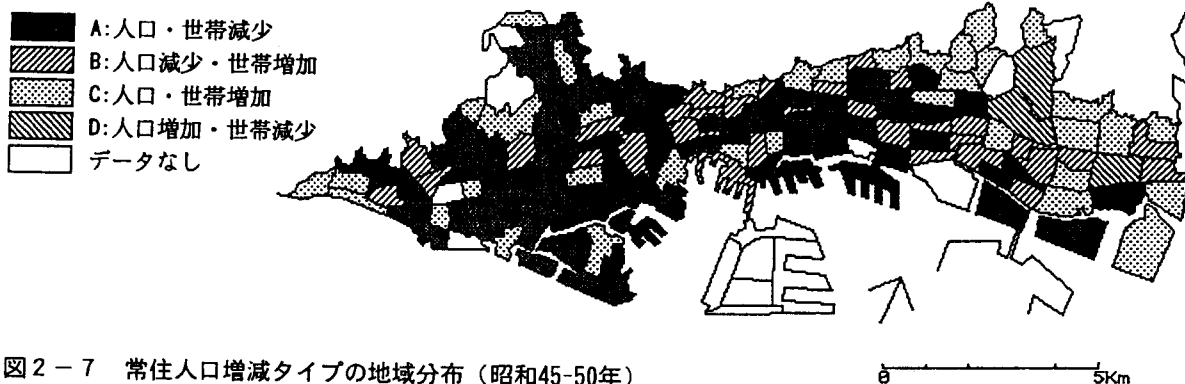 A:人口・世帯減少
B:人口減少・世帯増加
C:人口・世帯増加
D:人口増加・世帯減少
データなし
図2-7 常住人口増減タイプの地域分布(昭和45-50年)
0 5Km